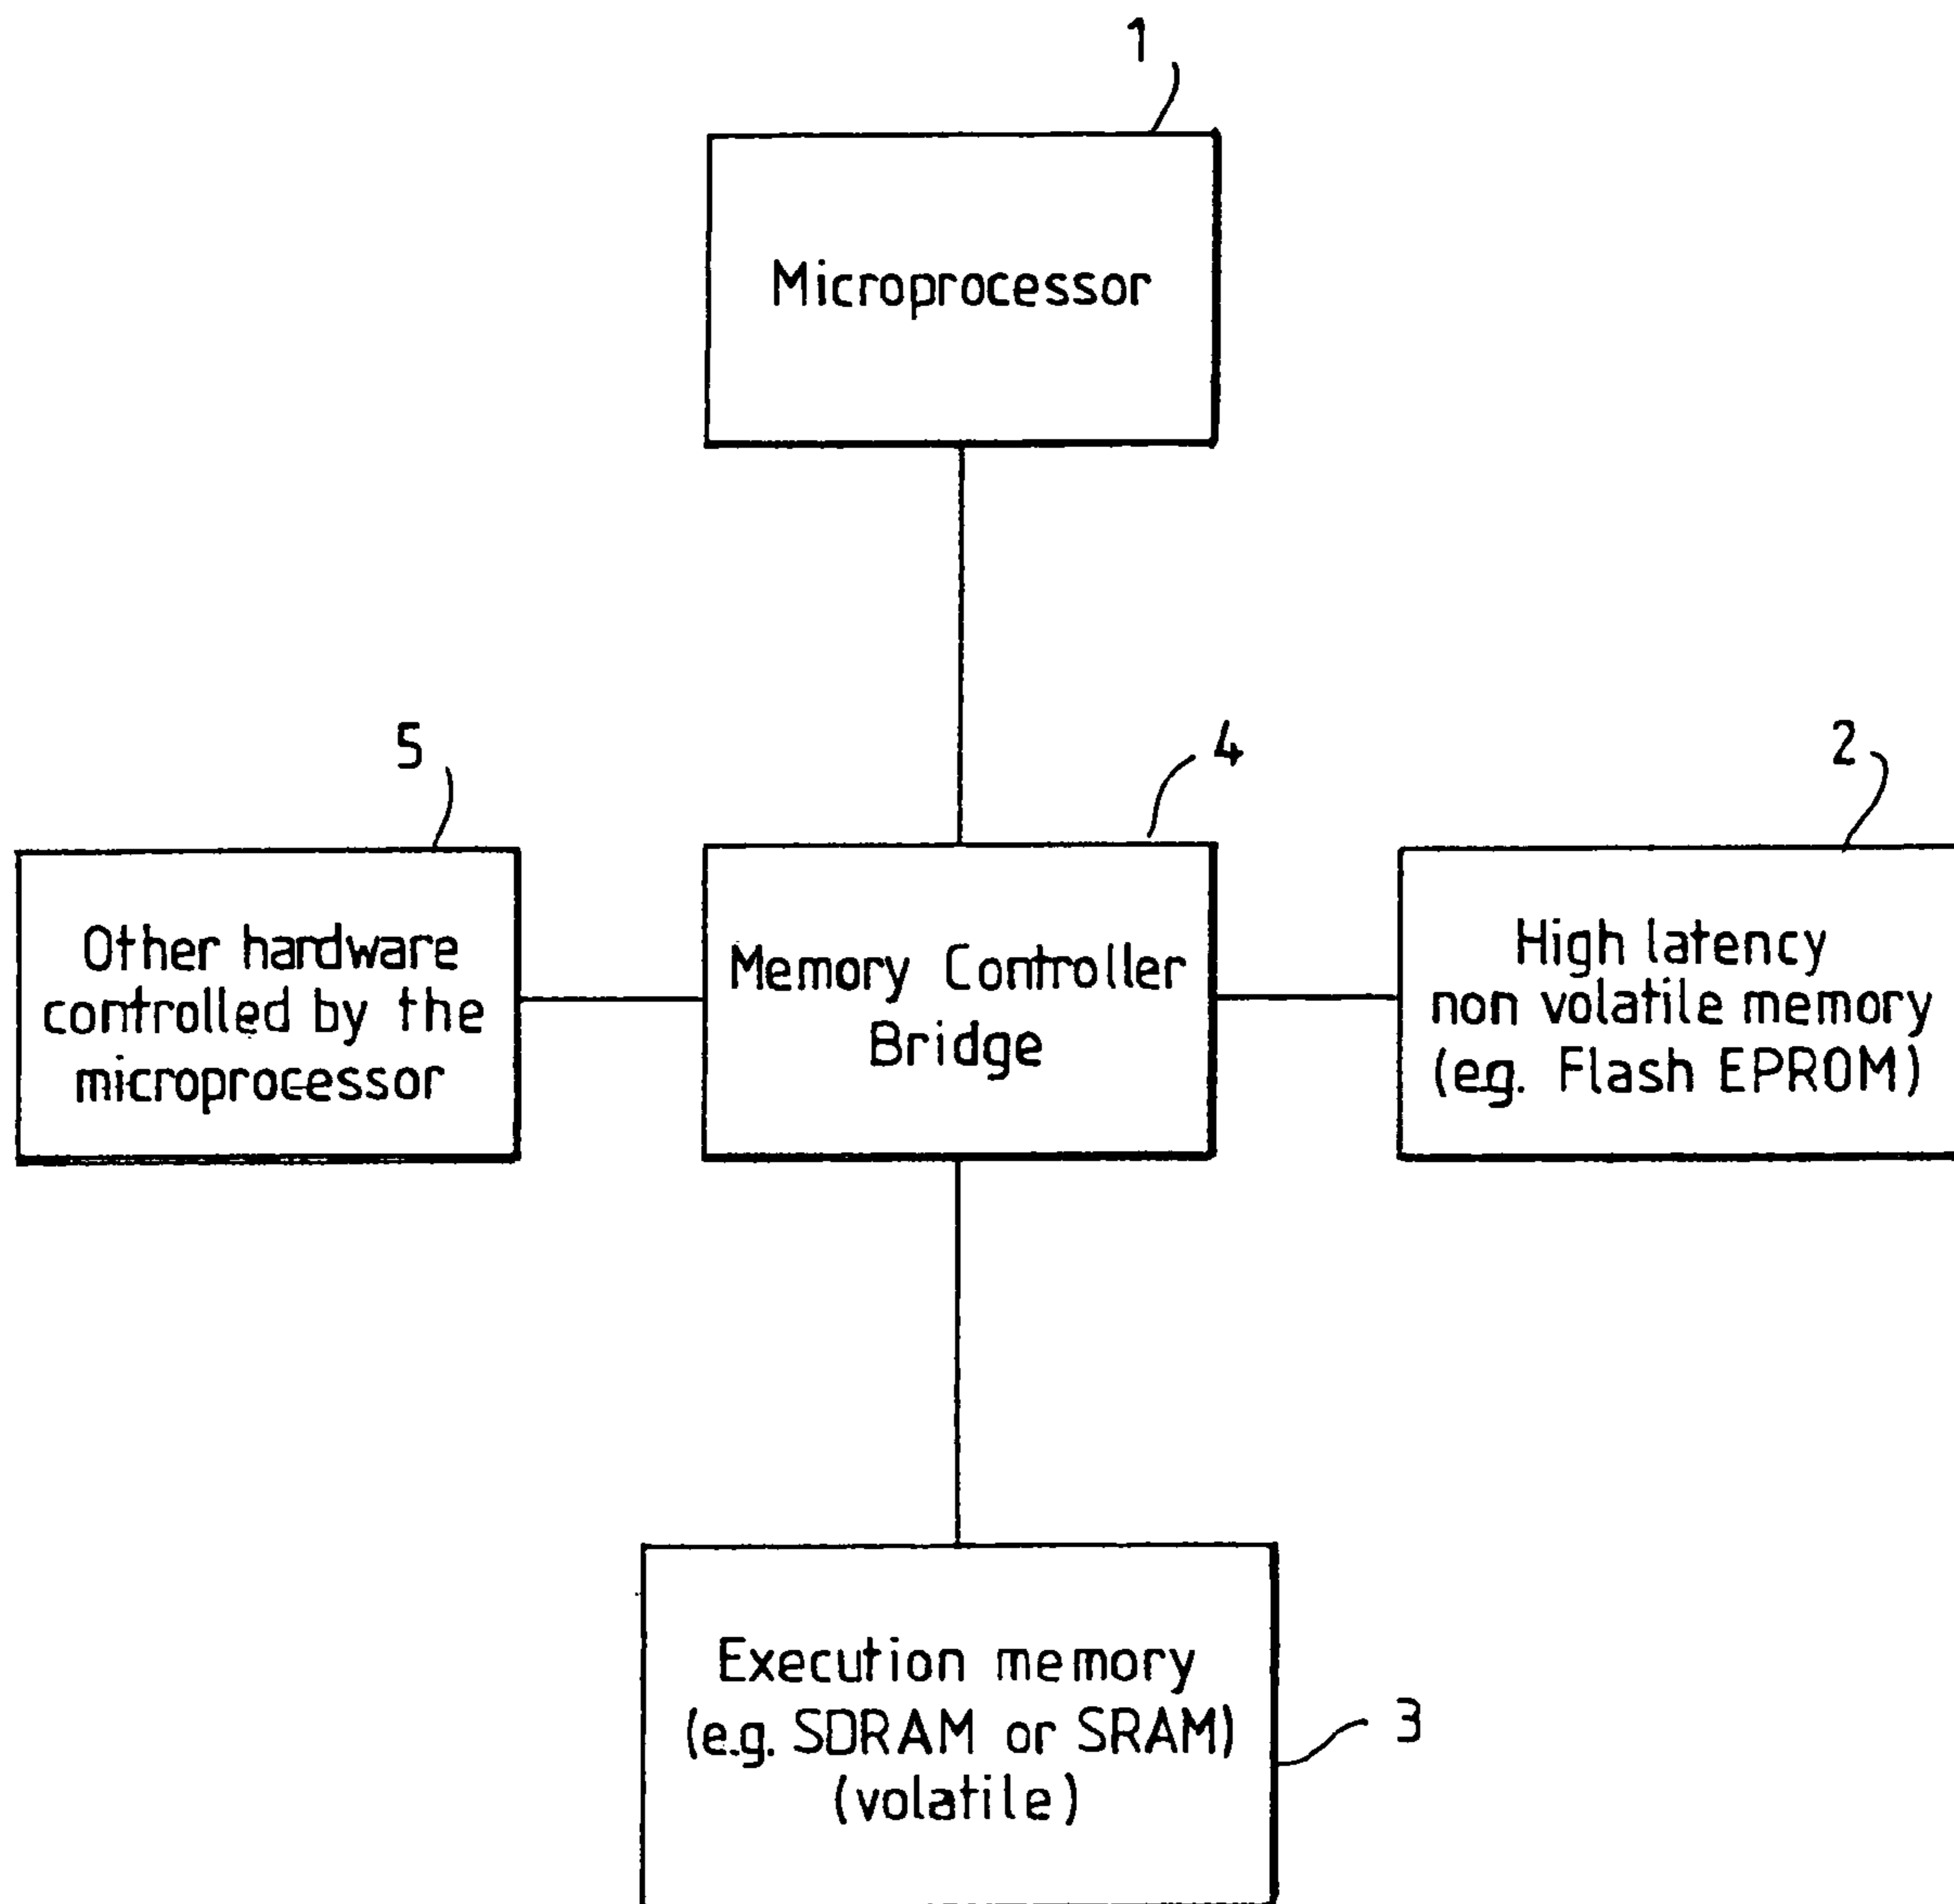 1
Microprocessor
5
4
2
Other hardware
controlled by the
microprocessor
Memory Controller
Bridge
High latency
non volatile memory
(eg. Flash EPROM)
Execution memory
(e.g. SDRAM or SRAM)
(volatile)
3